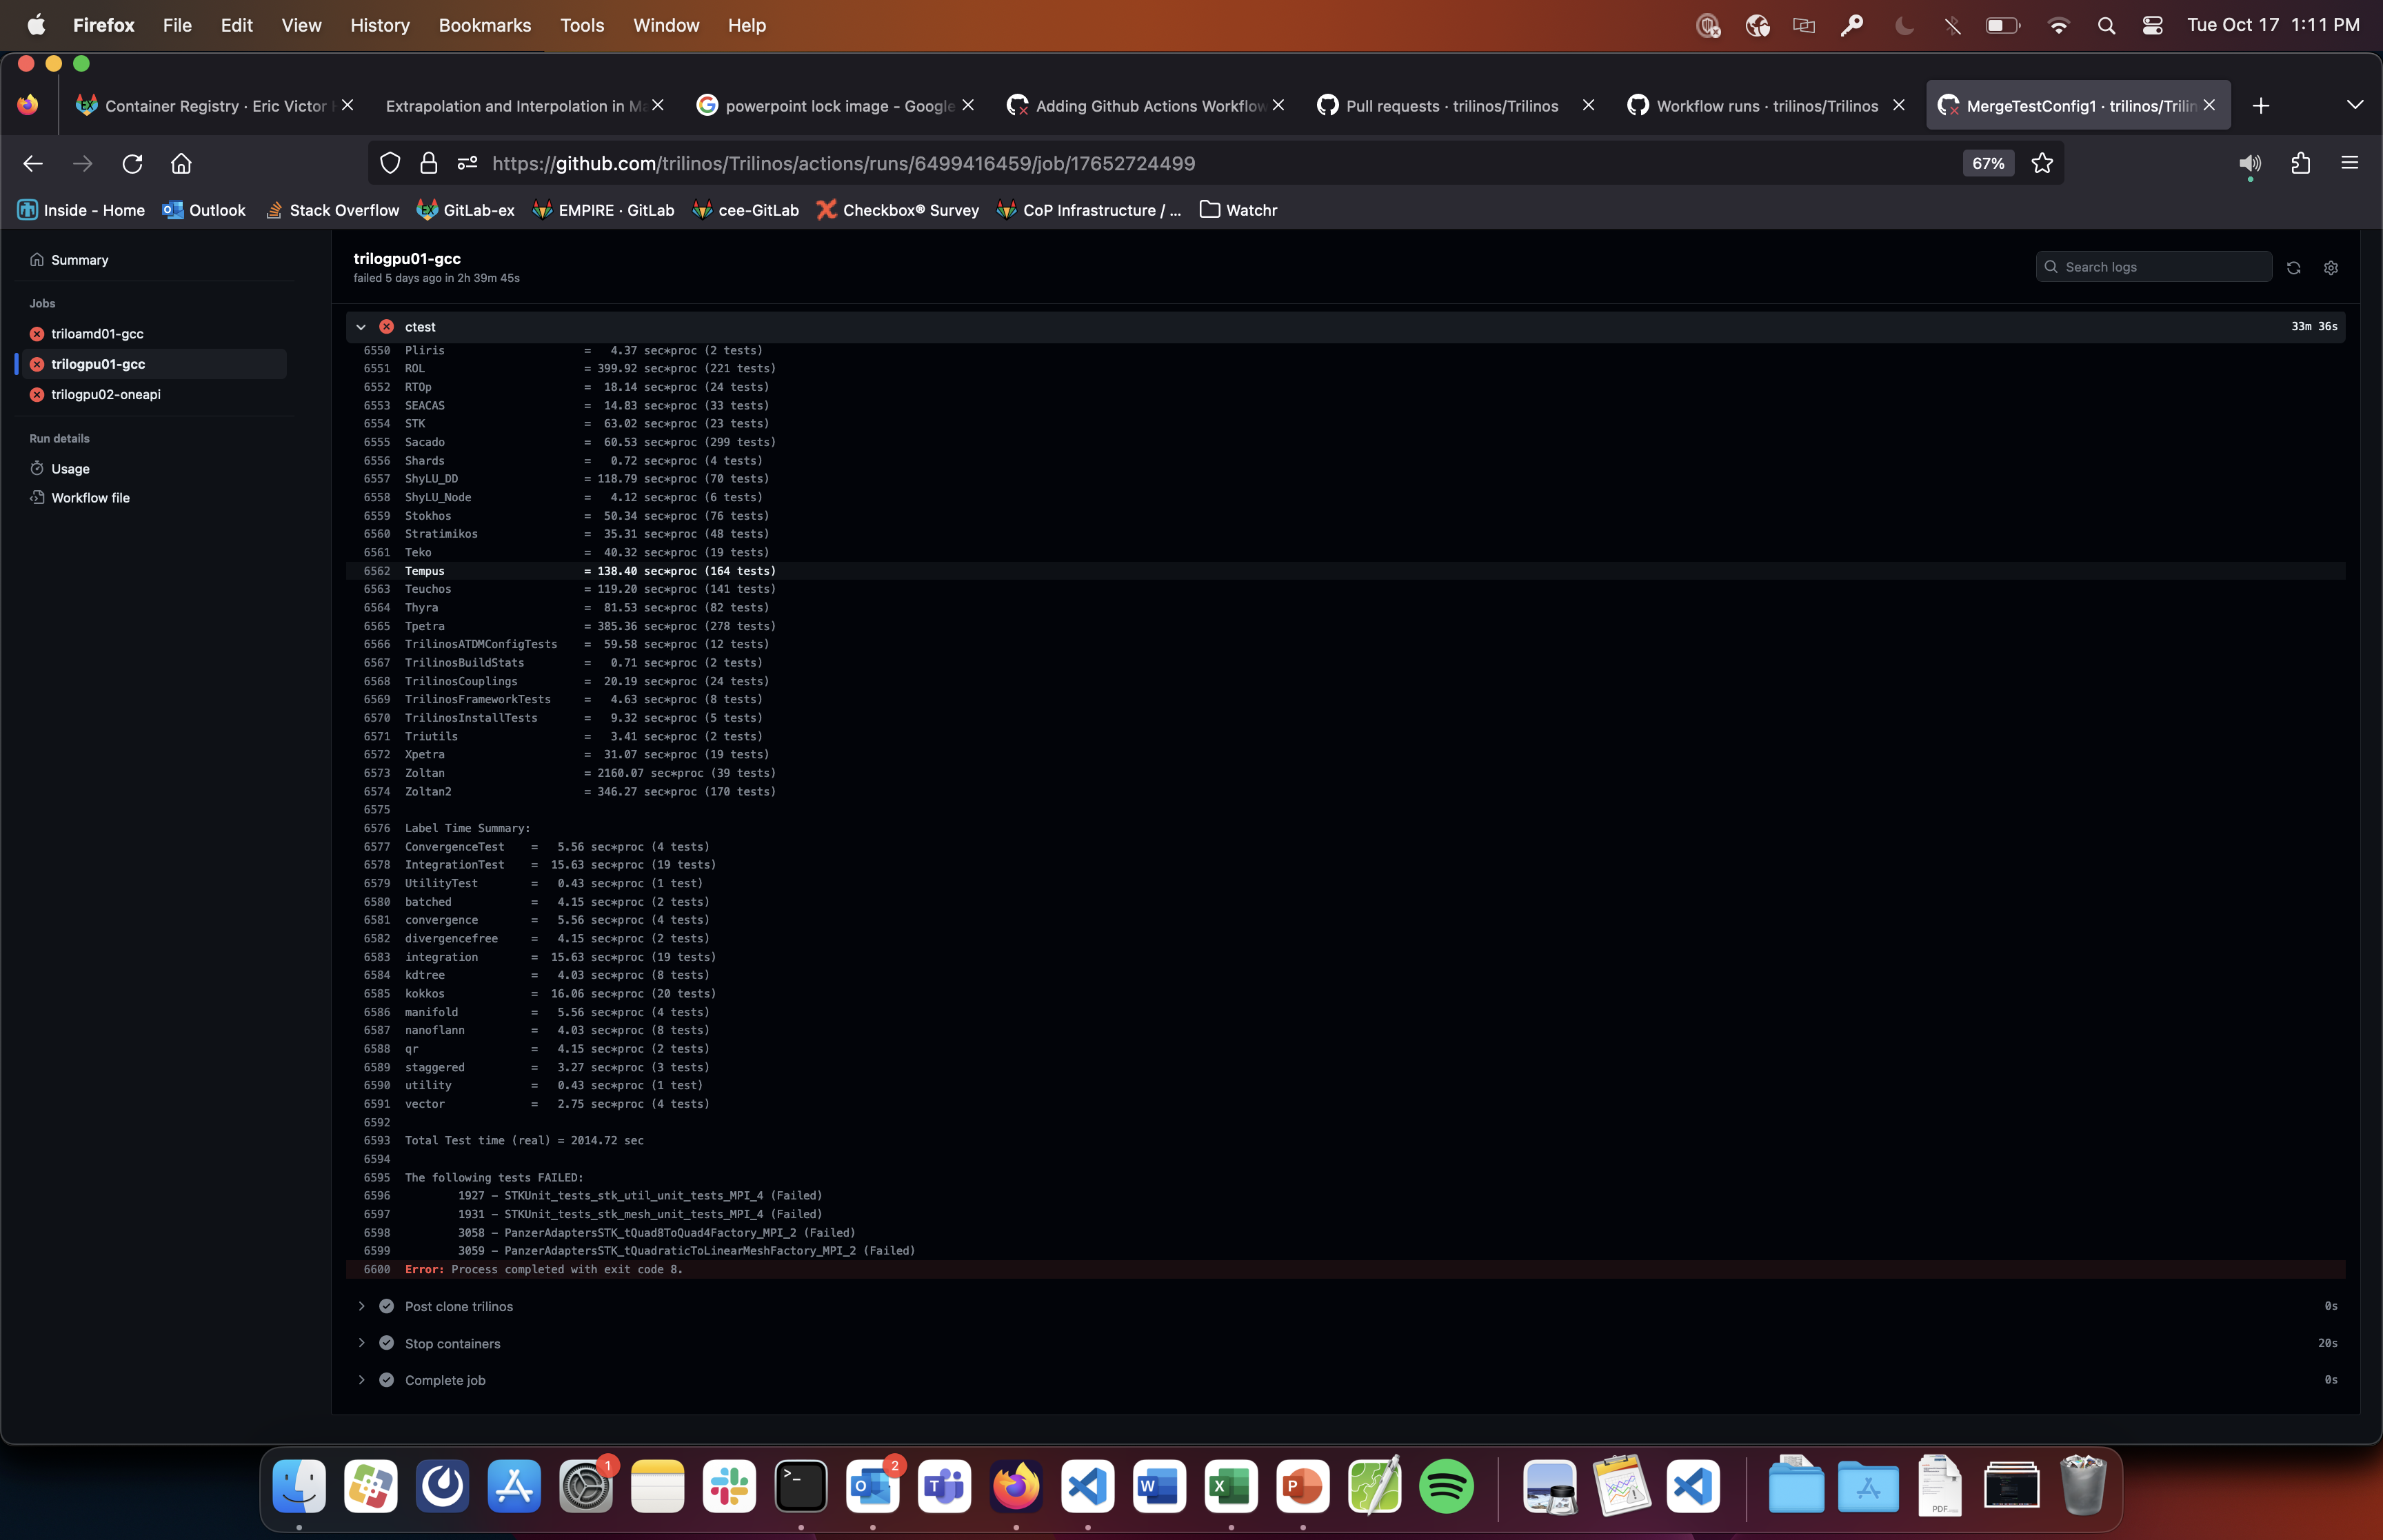 Firefox File Edit View History Bookmarks Tools Window Help
Tue Oct 17 1:11 PM
Container Registry · Eric Victor
Extrapolation and Interpolation in Ma
powerpoint lock image - Google
Adding Github Actions Workflow
Pull requests · trilinos/Trilinos
Workflow runs · trilinos/Trilinos
MergeTestConfig1 · trilinos/Trilin
https://github.com/trilinos/Trilinos/actions/runs/6499416459/job/17652724499
67%
Inside - Home
Outlook
Stack Overflow
GitLab-ex
EMPIRE · GitLab
cee-GitLab
Checkbox® Survey
CoP Infrastructure / ...
Watchr
Summary
Jobs
triloamd01-gcc
trilogpu01-gcc
trilogpu02-oneapi
Run details
Usage
Workflow file
trilogpu01-gcc
failed 5 days ago in 2h 39m 45s
Search logs
ctest
33m 36s
6550 Pliris = 4.37 sec*proc (2 tests)
6551 ROL = 399.92 sec*proc (221 tests)
6552 RTOp = 18.14 sec*proc (24 tests)
6553 SEACAS = 14.83 sec*proc (33 tests)
6554 STK = 63.02 sec*proc (23 tests)
6555 Sacado = 60.53 sec*proc (299 tests)
6556 Shards = 0.72 sec*proc (4 tests)
6557 ShyLU_DD = 118.79 sec*proc (70 tests)
6558 ShyLU_Node = 4.12 sec*proc (6 tests)
6559 Stokhos = 50.34 sec*proc (76 tests)
6560 Stratimikos = 35.31 sec*proc (48 tests)
6561 Teko = 40.32 sec*proc (19 tests)
6562 Tempus = 138.40 sec*proc (164 tests)
6563 Teuchos = 119.20 sec*proc (141 tests)
6564 Thyra = 81.53 sec*proc (82 tests)
6565 Tpetra = 385.36 sec*proc (278 tests)
6566 TrilinosATDMConfigTests = 59.58 sec*proc (12 tests)
6567 TrilinosBuildStats = 0.71 sec*proc (2 tests)
6568 TrilinosCouplings = 20.19 sec*proc (24 tests)
6569 TrilinosFrameworkTests = 4.63 sec*proc (8 tests)
6570 TrilinosInstallTests = 9.32 sec*proc (5 tests)
6571 Triutils = 3.41 sec*proc (2 tests)
6572 Xpetra = 31.07 sec*proc (19 tests)
6573 Zoltan = 2160.07 sec*proc (39 tests)
6574 Zoltan2 = 346.27 sec*proc (170 tests)
6575
6576 Label Time Summary:
6577 ConvergenceTest = 5.56 sec*proc (4 tests)
6578 IntegrationTest = 15.63 sec*proc (19 tests)
6579 UtilityTest = 0.43 sec*proc (1 test)
6580 batched = 4.15 sec*proc (2 tests)
6581 convergence = 5.56 sec*proc (4 tests)
6582 divergencefree = 4.15 sec*proc (2 tests)
6583 integration = 15.63 sec*proc (19 tests)
6584 kdtree = 4.03 sec*proc (8 tests)
6585 kokkos = 16.06 sec*proc (20 tests)
6586 manifold = 5.56 sec*proc (4 tests)
6587 nanoflann = 4.03 sec*proc (8 tests)
6588 qr = 4.15 sec*proc (2 tests)
6589 staggered = 3.27 sec*proc (3 tests)
6590 utility = 0.43 sec*proc (1 test)
6591 vector = 2.75 sec*proc (4 tests)
6592
6593 Total Test time (real) = 2014.72 sec
6594
6595 The following tests FAILED:
6596 1927 - STKUnit_tests_stk_util_unit_tests_MPI_4 (Failed)
6597 1931 - STKUnit_tests_stk_mesh_unit_tests_MPI_4 (Failed)
6598 3058 - PanzerAdaptersSTK_tQuad8ToQuad4Factory_MPI_2 (Failed)
6599 3059 - PanzerAdaptersSTK_tQuadraticToLinearMeshFactory_MPI_2 (Failed)
6600 Error: Process completed with exit code 8.
Post clone trilinos 0s
Stop containers 20s
Complete job 0s
1
2
PDF